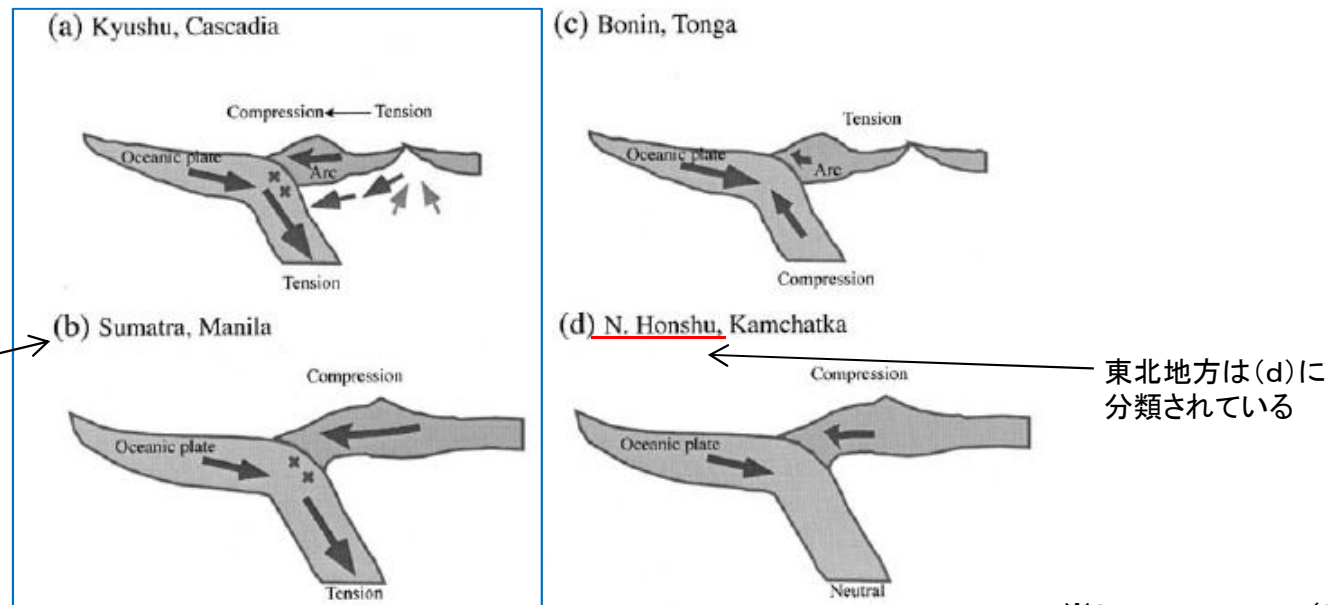 (a) Kyushu, Cascadia
Compression Tension
Oceanic plate
Arc
Tension
(b) Sumatra, Manila
Compression
Oceanic plate
Tension
(c) Bonin, Tonga
Tension
Oceanic plate
Arc
Compression
(d) N. Honshu, Kamchatka
Compression
Oceanic plate
Neutral
東北地方は(d)に
分類されている